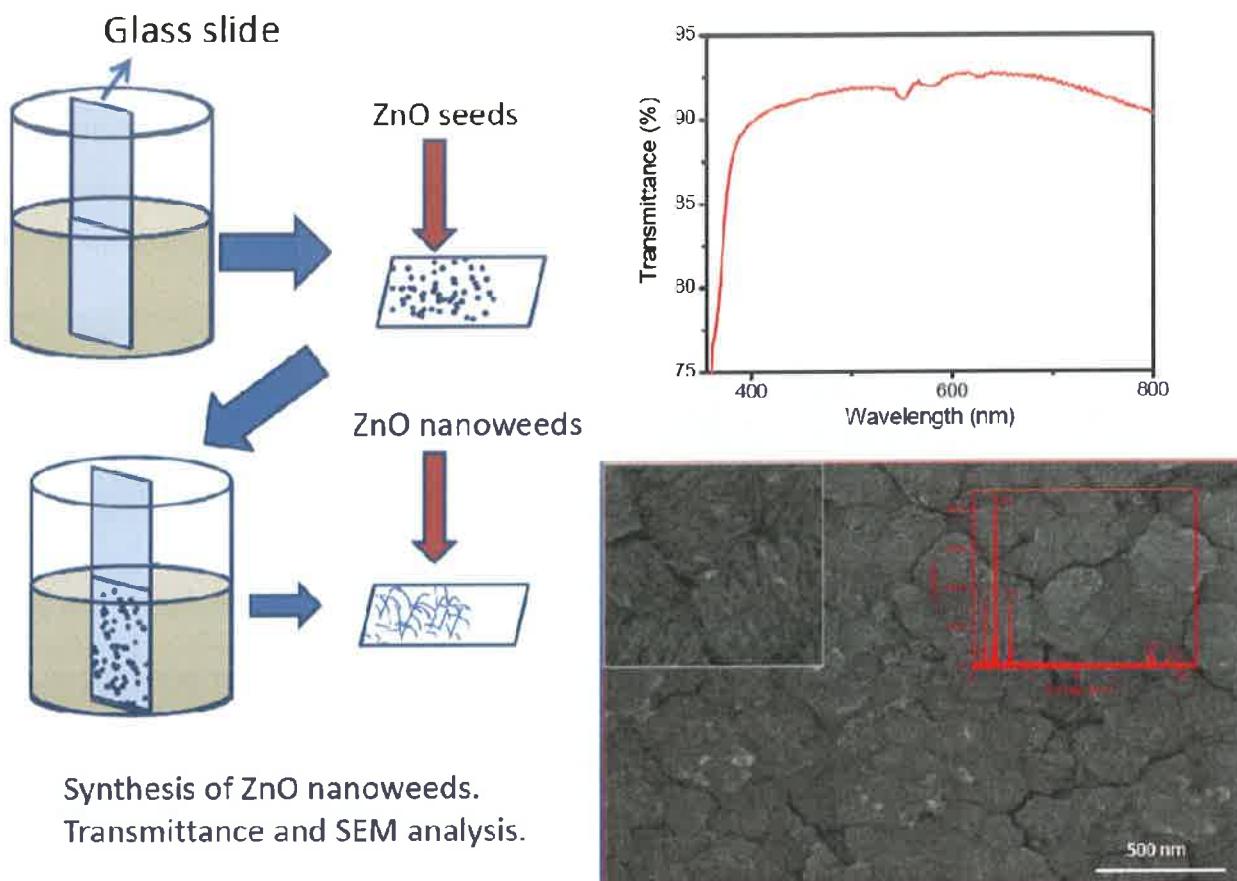 Glass slide
ZnO seeds
ZnO nanoweeds
Synthesis of ZnO nanoweeds.
Transmittance and SEM analysis.
95
90
85
80
75
Transmittance (%)
400
600
800
Wavelength (nm)
500 nm